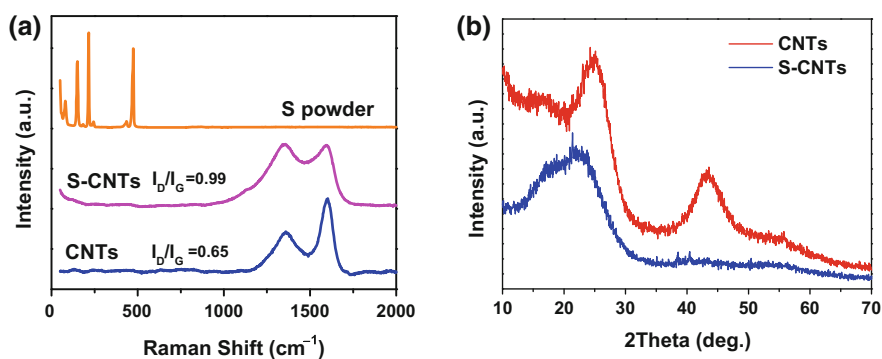 (a)
Intensity (a.u.)
S powder
S-CNTs I_D/I_G=0.99
CNTs I_D/I_G=0.65
0 500 1000 1500 2000
Raman Shift (cm⁻¹)
(b)
Intensity (a.u.)
CNTs
S-CNTs
10 20 30 40 50 60 70
2Theta (deg.)